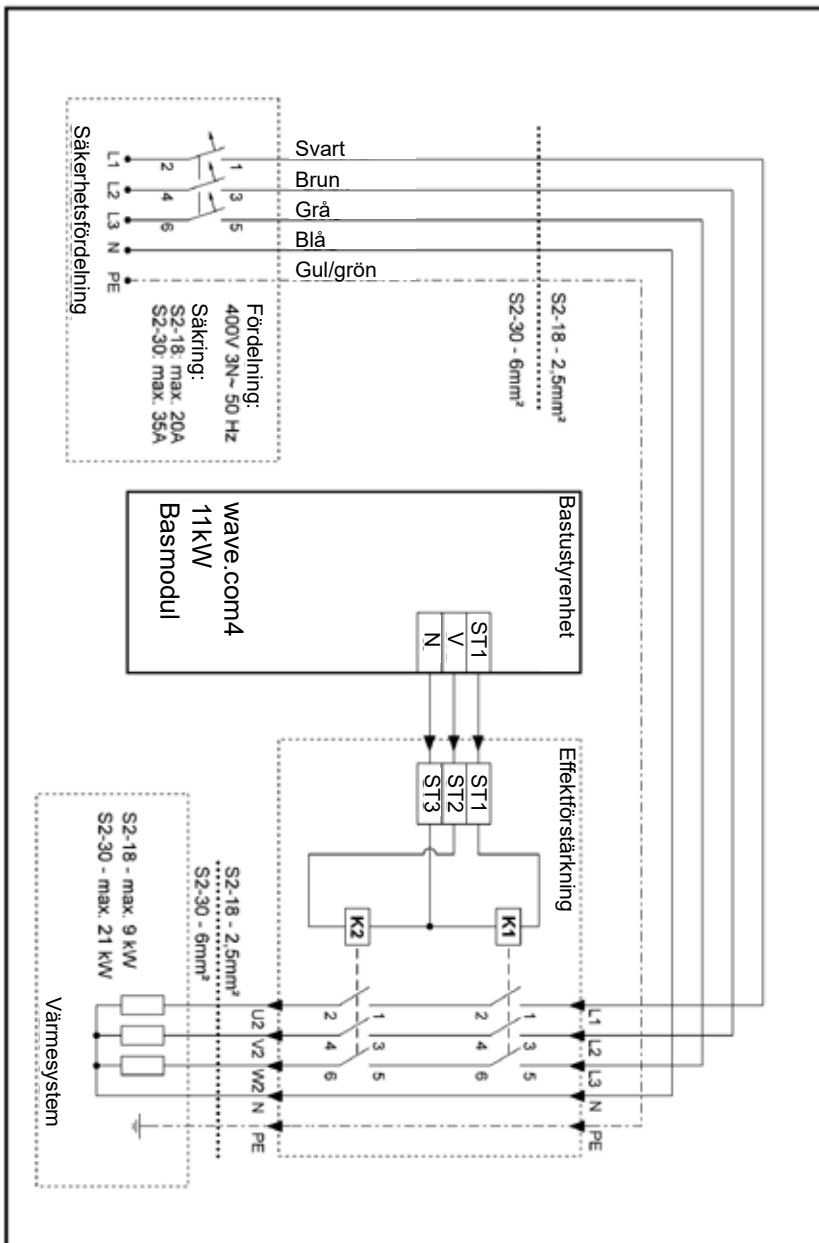 Säkerhetsfördelning
L1
L2
L3
N
PE
2
4
6
1
3
5
Svart
Brun
Grå
Blå
Gul/grön
Fördelning:
400V 3N~ 50 Hz
Säkring:
S2-18: max. 20A
S2-30: max. 35A
S2-18 - 2,5mm²
S2-30 - 6mm²
Bastustyrenhet
wave.com4
11kW
Basmodul
ST1
V
N
Effektförstärkning
ST1
ST2
ST3
K1
K2
L1
L2
L3
N
PE
1
3
5
2
4
6
1
3
5
2
4
6
U2
V2
W2
N
PE
S2-18 - 2,5mm²
S2-30 - 6mm²
S2-18 - max. 9 kW
S2-30 - max. 21 kW
Värmesystem